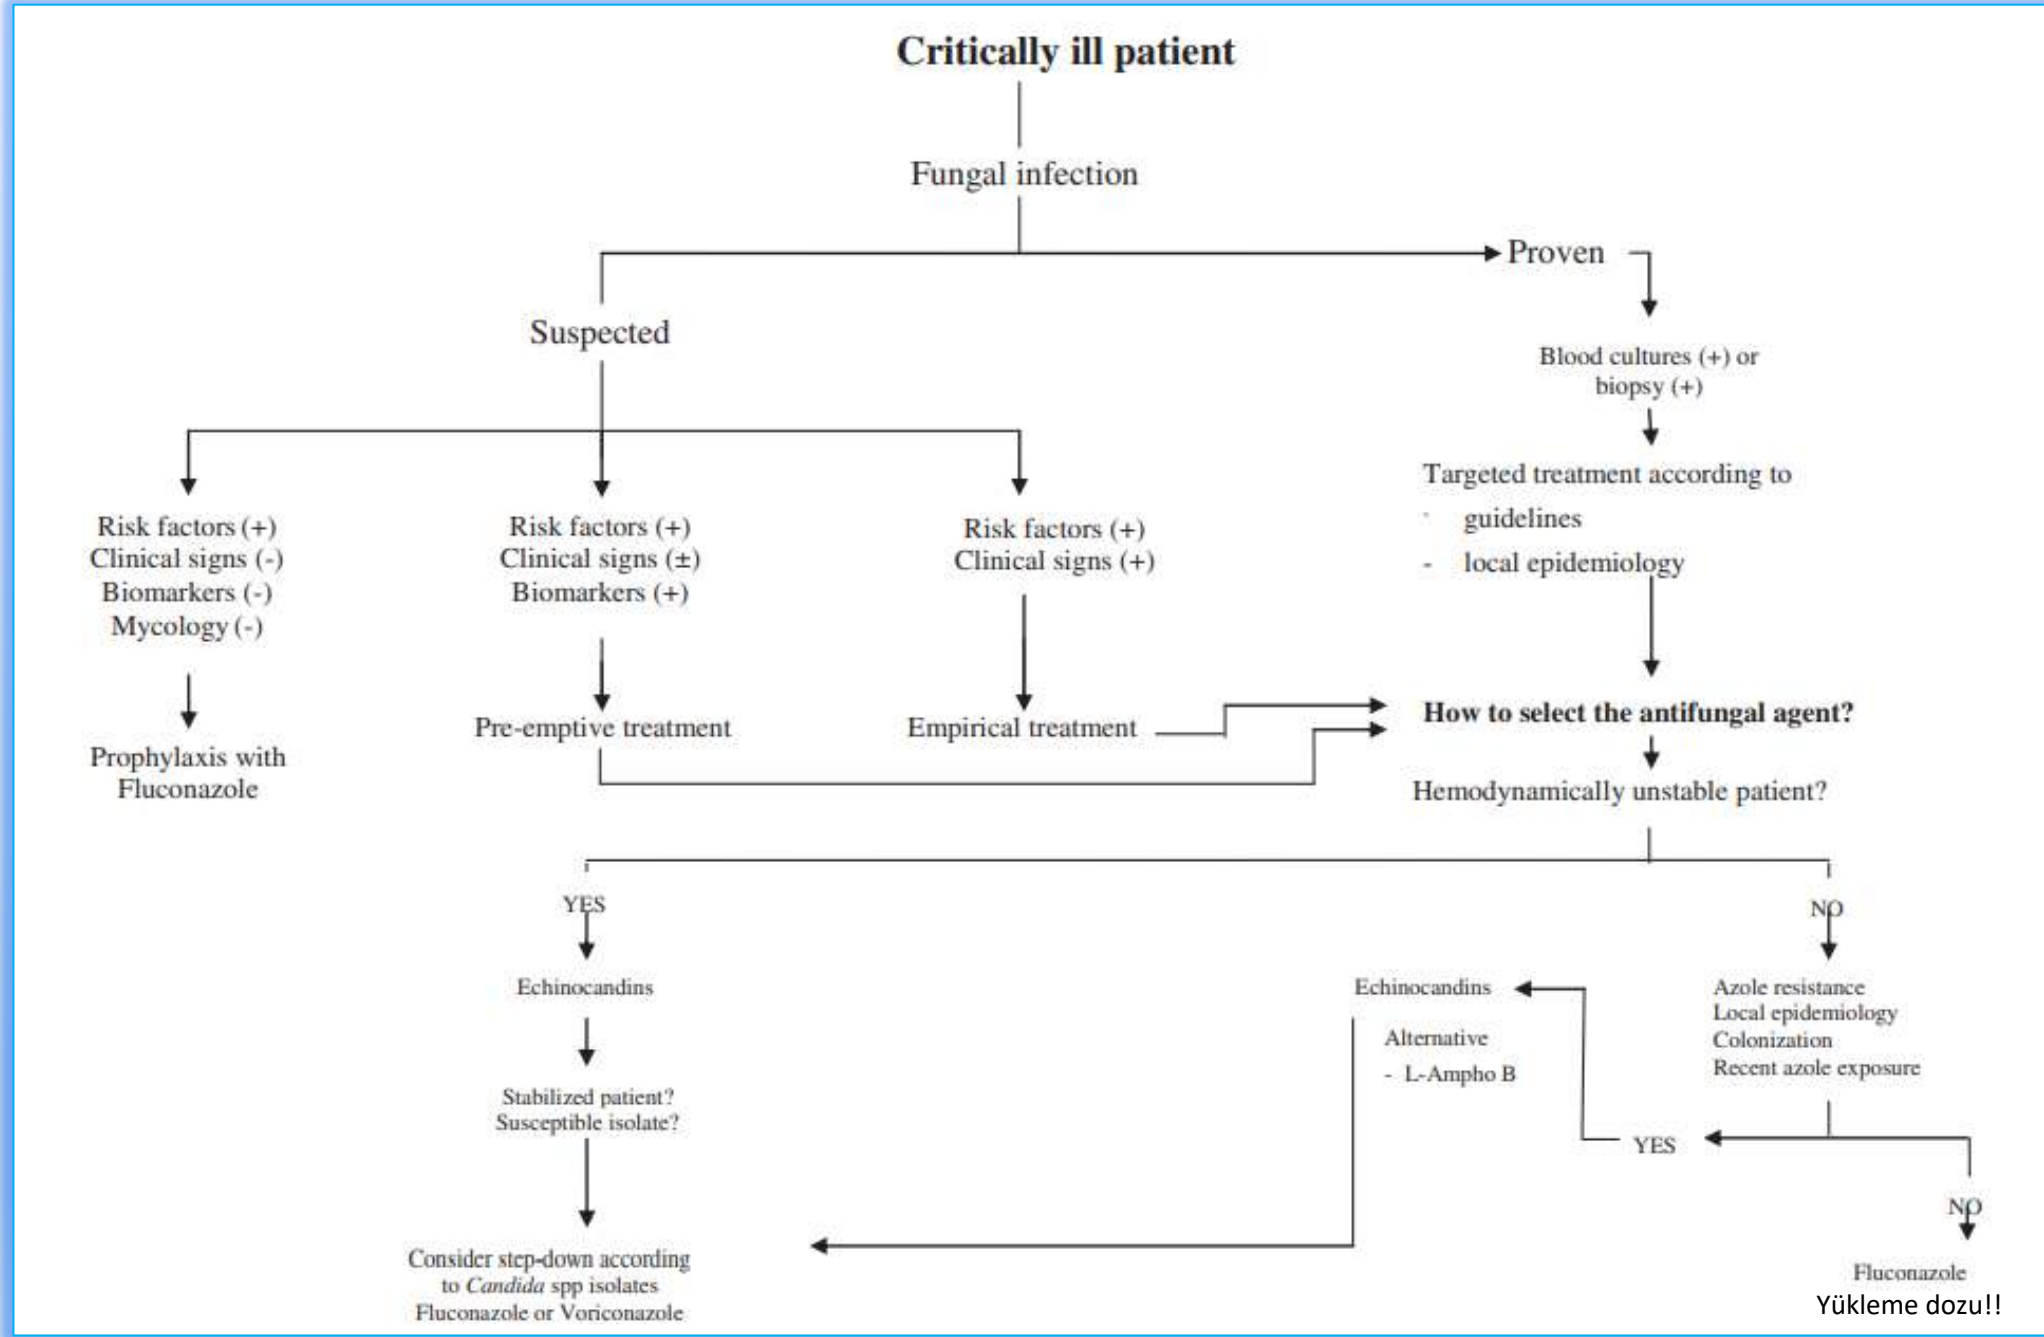 Critically ill patient
Fungal infection
Proven
Suspected
Blood cultures (+) or
biopsy (+)
Targeted treatment according to
- guidelines
- local epidemiology
Risk factors (+)
Clinical signs (-)
Biomarkers (-)
Mycology (-)
Prophylaxis with
Fluconazole
Risk factors (+)
Clinical signs (±)
Biomarkers (+)
Pre-emptive treatment
Risk factors (+)
Clinical signs (+)
Empirical treatment
How to select the antifungal agent?
Hemodynamically unstable patient?
YES
Echinocandins
Stabilized patient?
Susceptible isolate?
Consider step-down according
to Candida spp isolates
Fluconazole or Voriconazole
NO
Azole resistance
Local epidemiology
Colonization
Recent azole exposure
YES
Echinocandins
Alternative
- L-Ampho B
NO
Fluconazole
Yükleme dozu!!